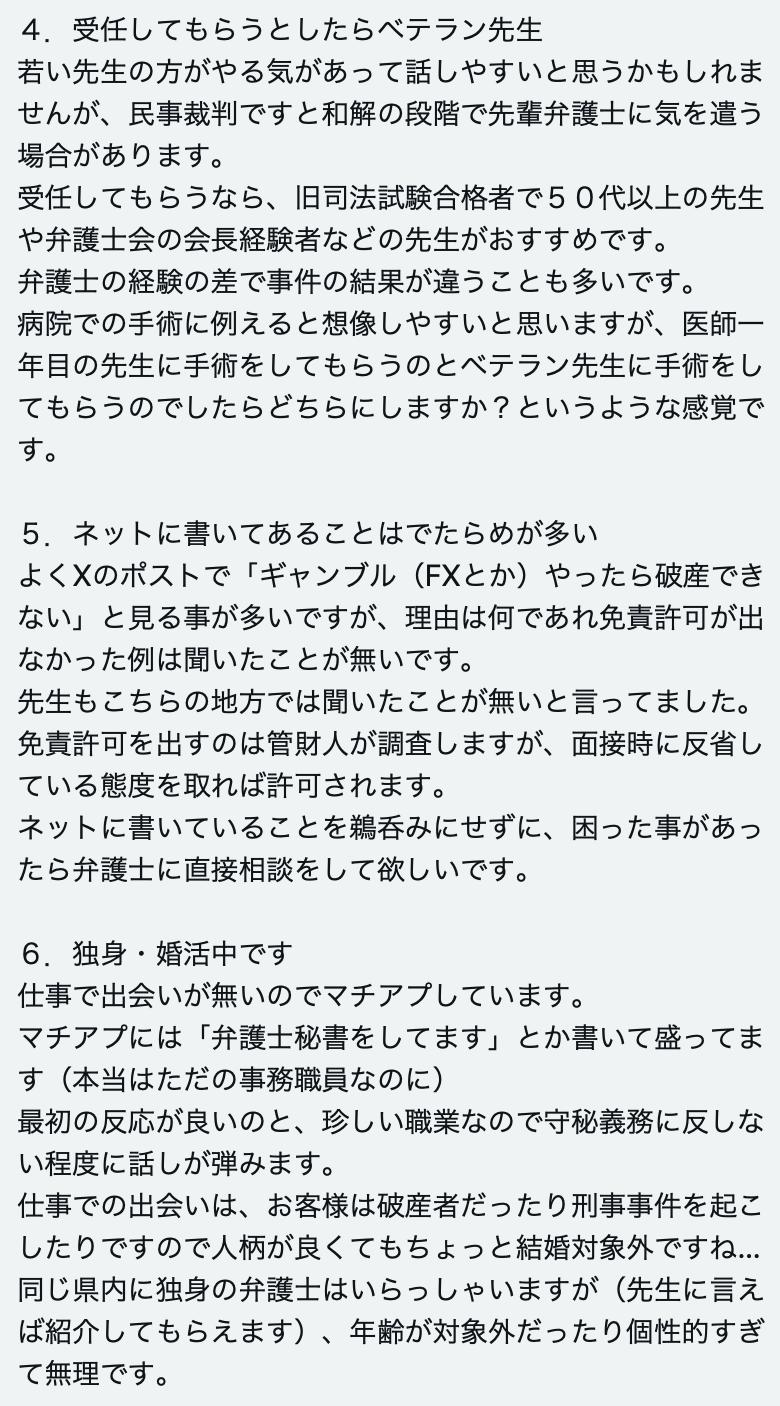 ４．受任してもらうとしたらベテラン先生
若い先生の方がやる気があって話しやすいと思うかもしれま
せんが、民事裁判ですと和解の段階で先輩弁護士に気を遣う
場合があります。
受任してもらうなら、旧司法試験合格者で５０代以上の先生
や弁護士会の会長経験者などの先生がおすすめです。
弁護士の経験の差で事件の結果が違うことも多いです。
病院での手術に例えると想像しやすいと思いますが、医師一
年目の先生に手術をしてもらうのとベテラン先生に手術をし
てもらうのでしたらどちらにしますか？というような感覚で
す。
５．ネットに書いてあることはでたらめが多い
よくXのポストで「ギャンブル（FXとか）やったら破産でき
ない」と見る事が多いですが、理由は何であれ免責許可が出
なかった例は聞いたことが無いです。
先生もこちらの地方では聞いたことが無いと言ってました。
免責許可を出すのは管財人が調査しますが、面接時に反省し
ている態度を取れば許可されます。
ネットに書いていることを鵜呑みにせずに、困った事があっ
たら弁護士に直接相談をして欲しいです。
６．独身・婚活中です
仕事で出会いが無いのでマチアプしています。
マチアプには「弁護士秘書をしてます」とか書いて盛ってま
す（本当はただの事務職員なのに）
最初の反応が良いのと、珍しい職業なので守秘義務に反しな
い程度に話しが弾みます。
仕事での出会いは、お客様は破産者だったり刑事事件を起こ
したりですので人柄が良くてもちょっと結婚対象外ですね...
同じ県内に独身の弁護士はいらっしゃいますが（先生に言え
ば紹介してもらえます）、年齢が対象外だったり個性的すぎ
て無理です。